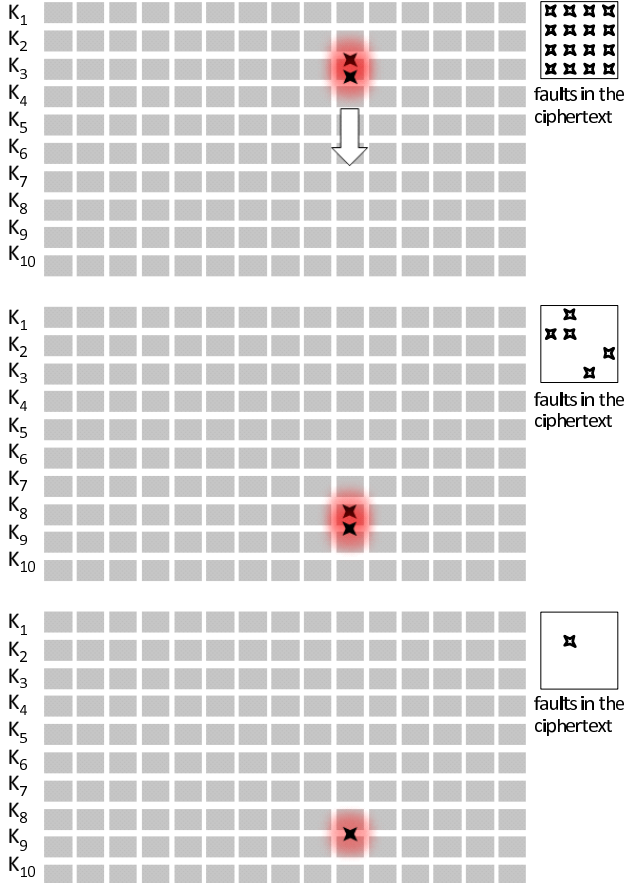 K1
K2
K3
K4
K5
K6
K7
K8
K9
K10
faults in the
ciphertext
K1
K2
K3
K4
K5
K6
K7
K8
K9
K10
faults in the
ciphertext
K1
K2
K3
K4
K5
K6
K7
K8
K9
K10
faults in the
ciphertext